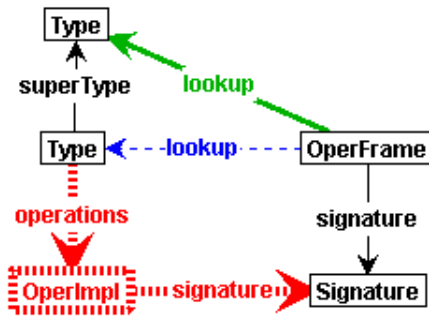 Type
lookup
superType
Type
lookup
OperFrame
operations
signature
OperImpl
signature
Signature